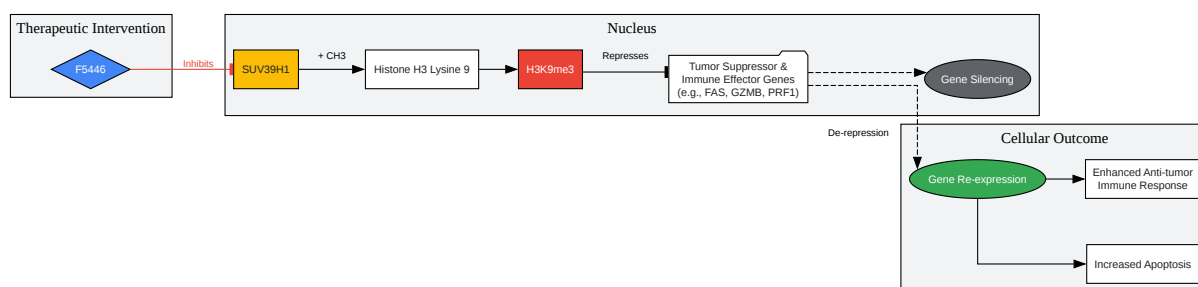 Therapeutic Intervention
F5446
Inhibits
Nucleus
SUV39H1
+ CH3
Histone H3 Lysine 9
H3K9me3
Represses
Tumor Suppressor &
Immune Effector Genes
(e.g., FAS, GZMB, PRF1)
Gene Silencing
De-repression
Cellular Outcome
Gene Re-expression
Enhanced Anti-tumor
Immune Response
Increased Apoptosis